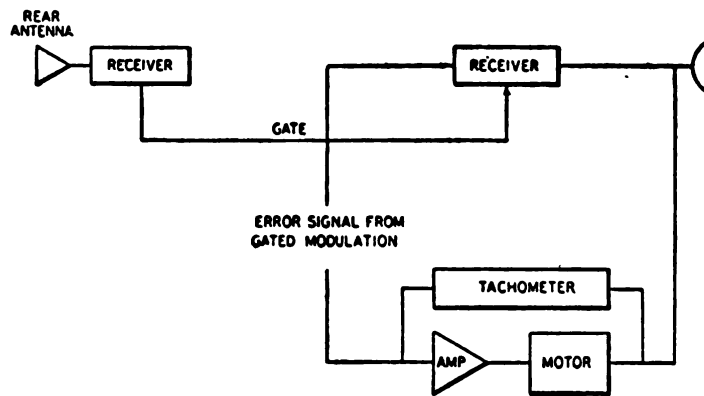 REAR
ANTENNA
RECEIVER
RECEIVER
GATE
ERROR SIGNAL FROM
GATED MODULATION
TACHOMETER
AMP
MOTOR